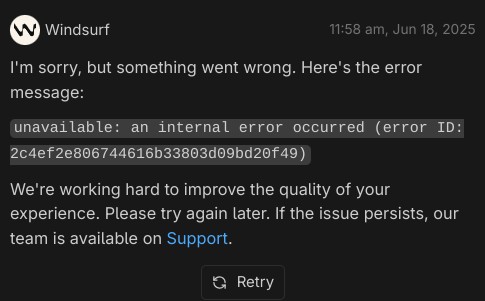 Windsurf 11:58 am, Jun 18, 2025
I'm sorry, but something went wrong. Here's the error
message:
unavailable: an internal error occurred (error ID:
2c4ef2e806744616b33803d09bd20f49)
We're working hard to improve the quality of your
experience. Please try again later. If the issue persists, our
team is available on Support.
Retry